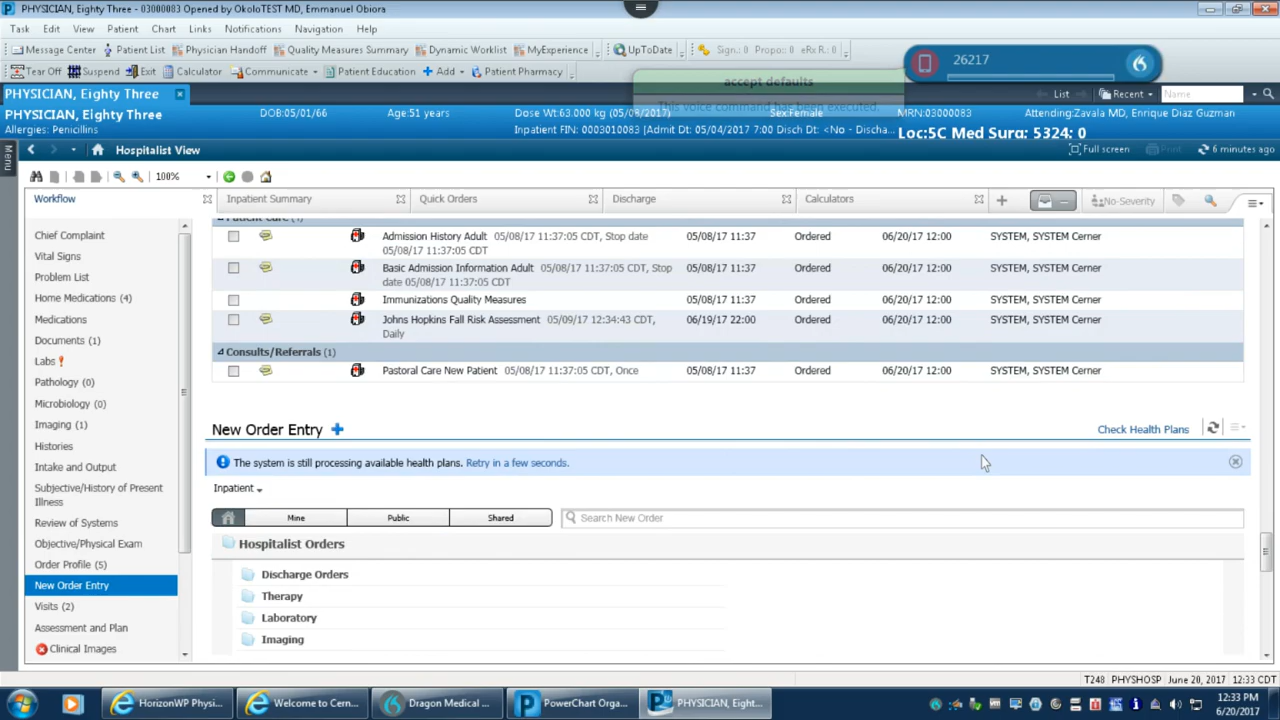 PHYSICIAN, Eighty Three - 03000083 Opened by OkoloTEST MD, Emmanuel Obiora
Task Edit View Patient Chart Links Notifications Navigation Help
Message Center Patient List Physician Handoff Quality Measures Summary Dynamic Worklist MyExperience UpToDate Sign: 0 Propo: 0 eRx R.: 0
Tear Off Suspend Exit Calculator Communicate Patient Education Add Patient Pharmacy
26217
accept defaults
This voice command has been executed.
PHYSICIAN, Eighty Three List Recent Name
PHYSICIAN, Eighty Three DOB:05/01/66 Age:51 years Dose Wt:63.000 kg (05/08/2017) Sex:Female MRN:03000083 Attending:Zavala MD, Enrique Diaz Guzman
Allergies: Penicillins Inpatient FIN: 0003010083 [Admit Dt: 05/04/2017 7:00 Disch Dt: <No - Discha... Loc:5C Med Surg: 5324: 0
Menu
Hospitalist View Full screen Print 6 minutes ago
100%
Workflow Inpatient Summary Quick Orders Discharge Calculators No-Severity
Chief Complaint
Vital Signs
Problem List
Home Medications (4)
Medications
Documents (1)
Labs
Pathology (0)
Microbiology (0)
Imaging (1)
Histories
Intake and Output
Subjective/History of Present
Illness
Review of Systems
Objective/Physical Exam
Order Profile (5)
New Order Entry
Visits (2)
Assessment and Plan
Clinical Images
Patient Care (4)
Admission History Adult 05/08/17 11:37:05 CDT, Stop date 05/08/17 11:37 Ordered 06/20/17 12:00 SYSTEM, SYSTEM Cerner
05/08/17 11:37:05 CDT
Basic Admission Information Adult 05/08/17 11:37:05 CDT, Stop 05/08/17 11:37 Ordered 06/20/17 12:00 SYSTEM, SYSTEM Cerner
date 05/08/17 11:37:05 CDT
Immunizations Quality Measures 05/08/17 11:37 Ordered 06/20/17 12:00 SYSTEM, SYSTEM Cerner
Johns Hopkins Fall Risk Assessment 05/09/17 12:34:43 CDT, 06/19/17 22:00 Ordered 06/20/17 12:00 SYSTEM, SYSTEM Cerner
Daily
Consults/Referrals (1)
Pastoral Care New Patient 05/08/17 11:37:05 CDT, Once 05/08/17 11:37 Ordered 06/20/17 12:00 SYSTEM, SYSTEM Cerner
New Order Entry Check Health Plans
The system is still processing available health plans. Retry in a few seconds.
Inpatient
Mine Public Shared Search New Order
Hospitalist Orders
Discharge Orders
Therapy
Laboratory
Imaging
T248 PHYSHOSP June 20, 2017 12:33 CDT
HorizonWP Physi... Welcome to Cern... Dragon Medical ... PowerChart Orga... PHYSICIAN, Eight...
12:33 PM
6/20/2017